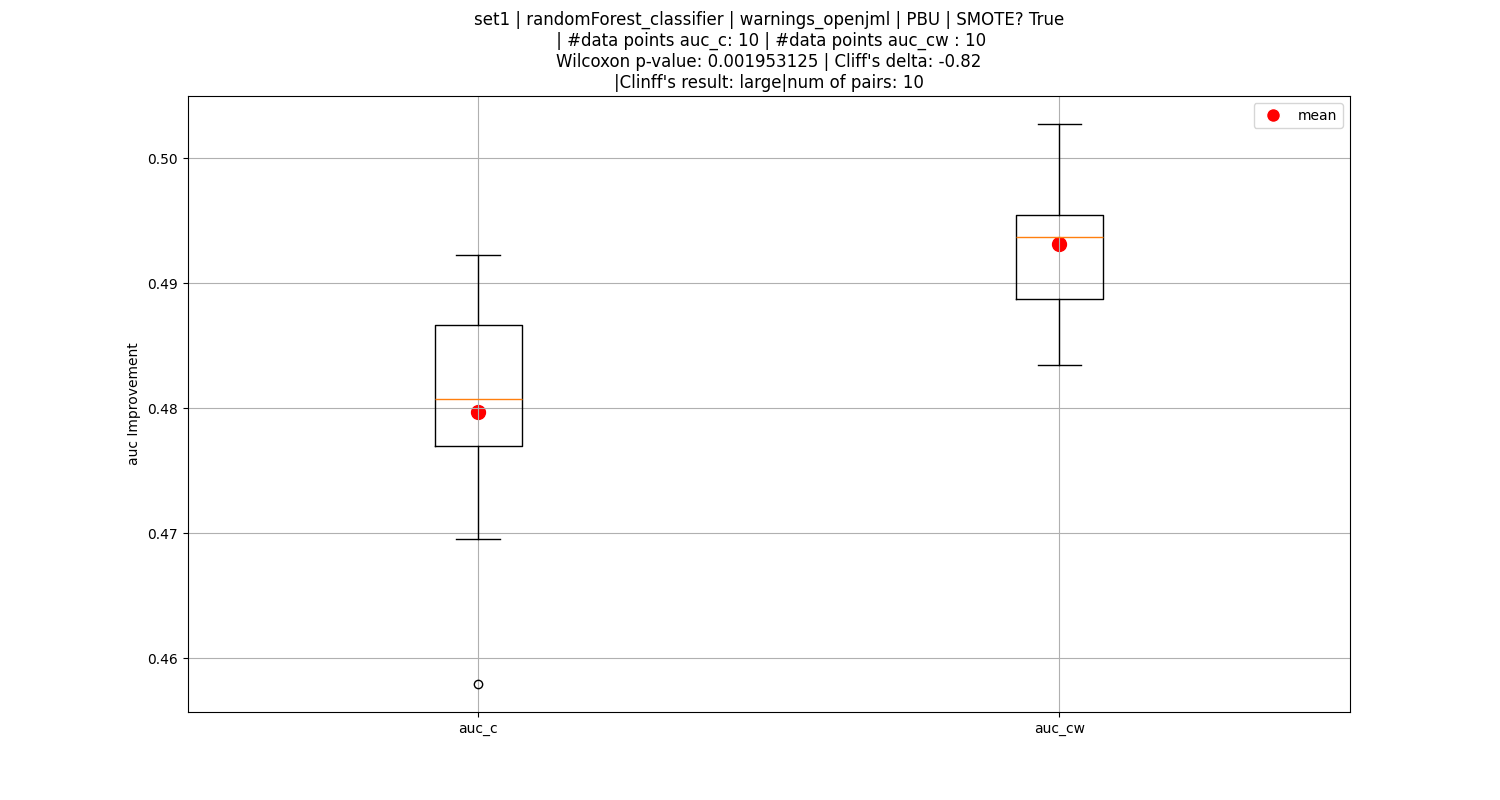 set1 | randomForest_classifier | warnings_openjml | PBU | SMOTE? True
| #data points auc_c: 10 | #data points auc_cw : 10
Wilcoxon p-value: 0.001953125 | Cliff's delta: -0.82
|Clinff's result: large|num of pairs: 10
mean
0.50
0.49
0.48
0.47
0.46
auc Improvement
auc_c
auc_cw